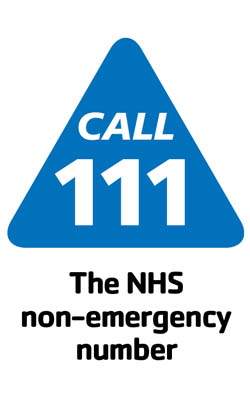 CALL
111
The NHS
non-emergency
number